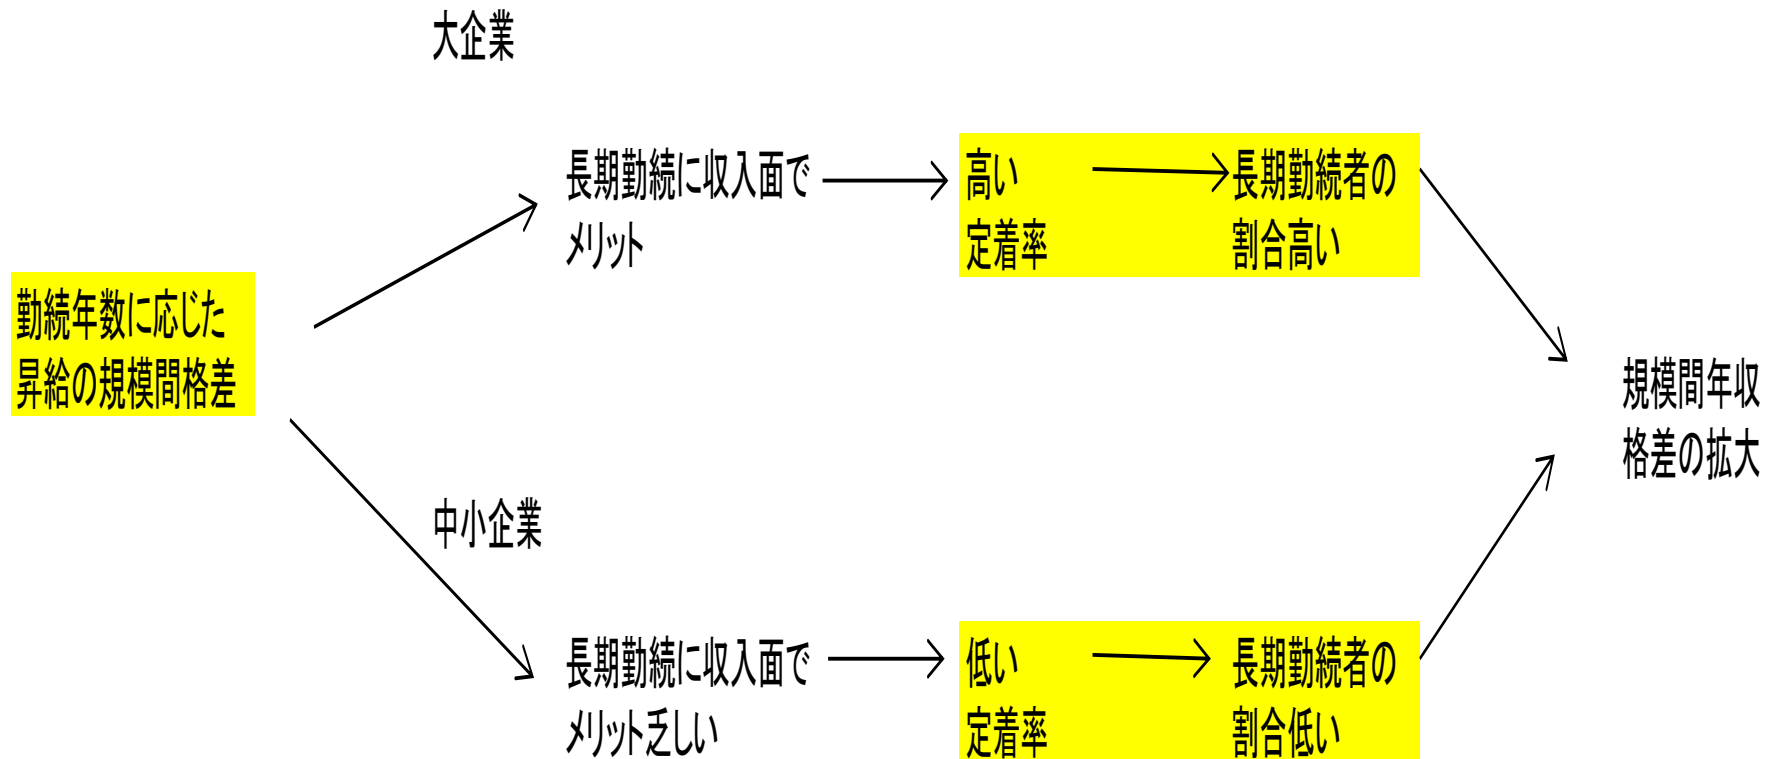 大企業
長期勤続に収入面で
メリット
高い
定着率
長期勤続者の
割合高い
勤続年数に応じた
昇給の規模間格差
規模間年収
格差の拡大
中小企業
長期勤続に収入面で
メリット乏しい
低い
定着率
長期勤続者の
割合低い